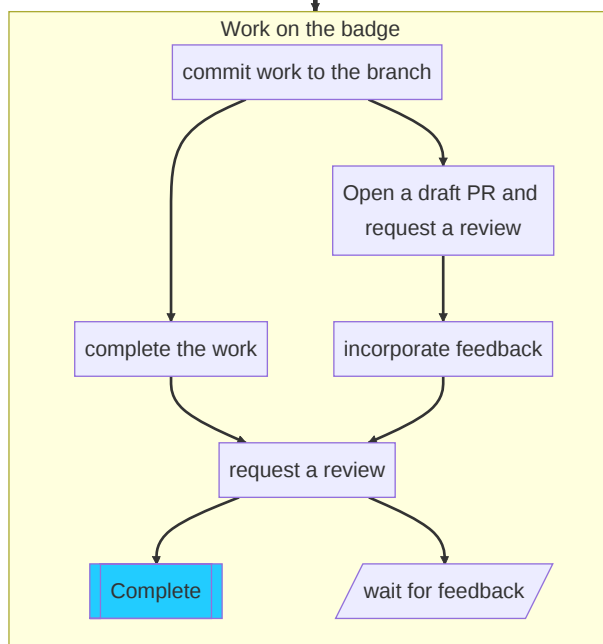 Work on the badge
commit work to the branch
Open a draft PR and
request a review
complete the work
incorporate feedback
request a review
Complete
wait for feedback